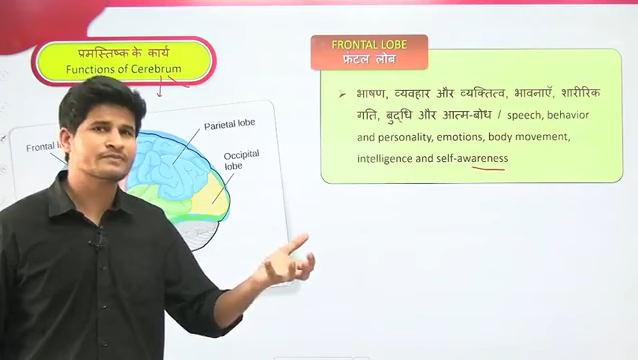 प्रमस्तिष्क के कार्य
Functions of Cerebrum
FRONTAL LOBE
फ्रंटल लोब
भाषण, व्यवहार और व्यक्तित्व, भावनाएँ, शारीरिक
गति, बुद्धि और आत्म-बोध / speech, behavior
and personality, emotions, body movement,
intelligence and self-awareness
Parietal lobe
Frontal
Occipital
lobe